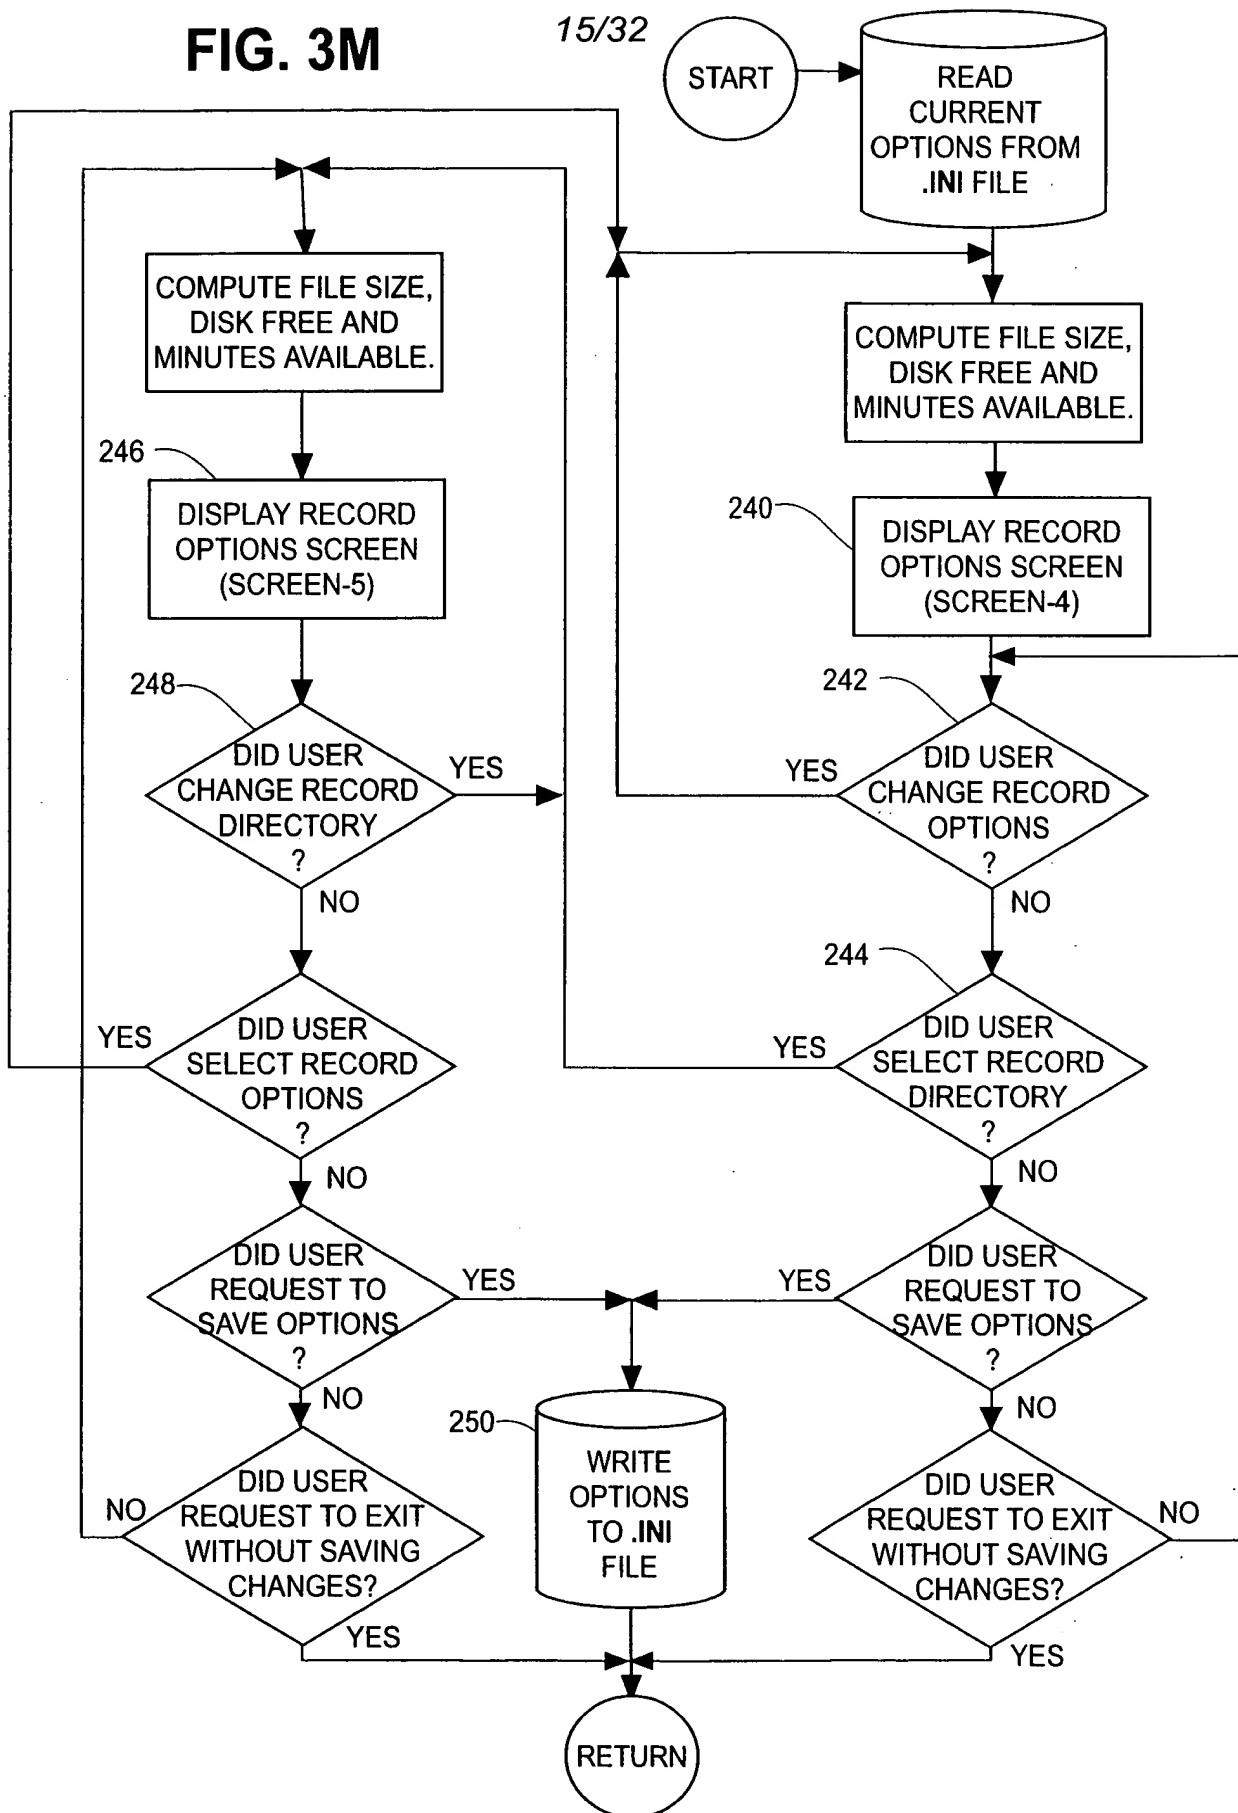 FIG. 3M
15/32
START
READ
CURRENT
OPTIONS FROM
.INI FILE
COMPUTE FILE SIZE,
DISK FREE AND
MINUTES AVAILABLE.
COMPUTE FILE SIZE,
DISK FREE AND
MINUTES AVAILABLE.
246
DISPLAY RECORD
OPTIONS SCREEN
(SCREEN-5)
240
DISPLAY RECORD
OPTIONS SCREEN
(SCREEN-4)
248
DID USER
CHANGE RECORD
DIRECTORY
?
YES
NO
242
DID USER
CHANGE RECORD
OPTIONS
?
YES
NO
DID USER
SELECT RECORD
OPTIONS
?
YES
NO
244
DID USER
SELECT RECORD
DIRECTORY
?
YES
NO
DID USER
REQUEST TO
SAVE OPTIONS
?
YES
NO
DID USER
REQUEST TO
SAVE OPTIONS
?
YES
NO
250
WRITE
OPTIONS
TO .INI
FILE
DID USER
REQUEST TO EXIT
WITHOUT SAVING
CHANGES?
NO
YES
DID USER
REQUEST TO EXIT
WITHOUT SAVING
CHANGES?
NO
YES
RETURN